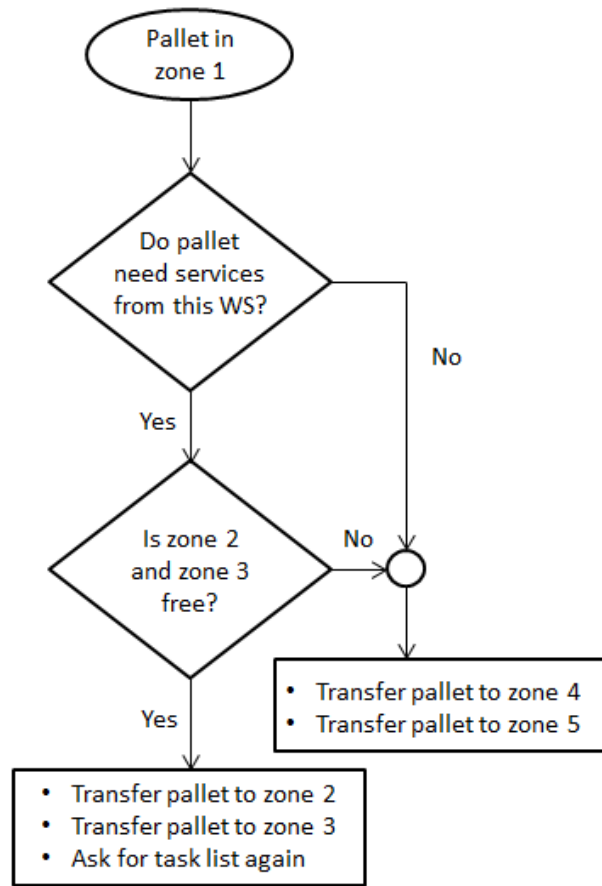 Pallet in
zone 1
Do pallet
need services
from this WS?
No
Yes
Is zone 2
and zone 3
free?
No
• Transfer pallet to zone 4
• Transfer pallet to zone 5
Yes
• Transfer pallet to zone 2
• Transfer pallet to zone 3
• Ask for task list again